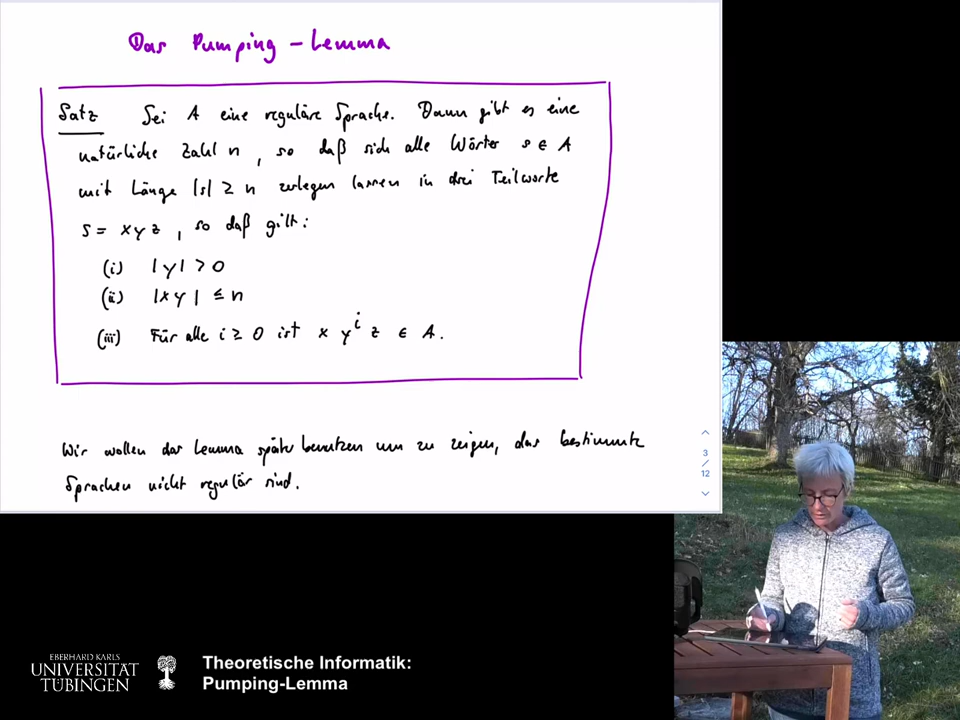 Das Pumping-Lemma
Satz Sei A eine reguläre Sprache. Dann gibt es eine
natürliche Zahl n, so daß sich alle Wörter s ∈ A
mit Länge |s| ≥ n zerlegen lassen in drei Teilworte
s = xyz, so daß gilt:
(i) |y| > 0
(ii) |xy| ≤ n
(iii) Für alle i ≥ 0 ist x y^i z ∈ A.
Wir wollen das Lemma später benutzen um zu zeigen, das bestimmte
Sprachen nicht regulär sind.
3
/
12
EBERHARD KARLS
UNIVERSITÄT
TÜBINGEN
Theoretische Informatik:
Pumping-Lemma